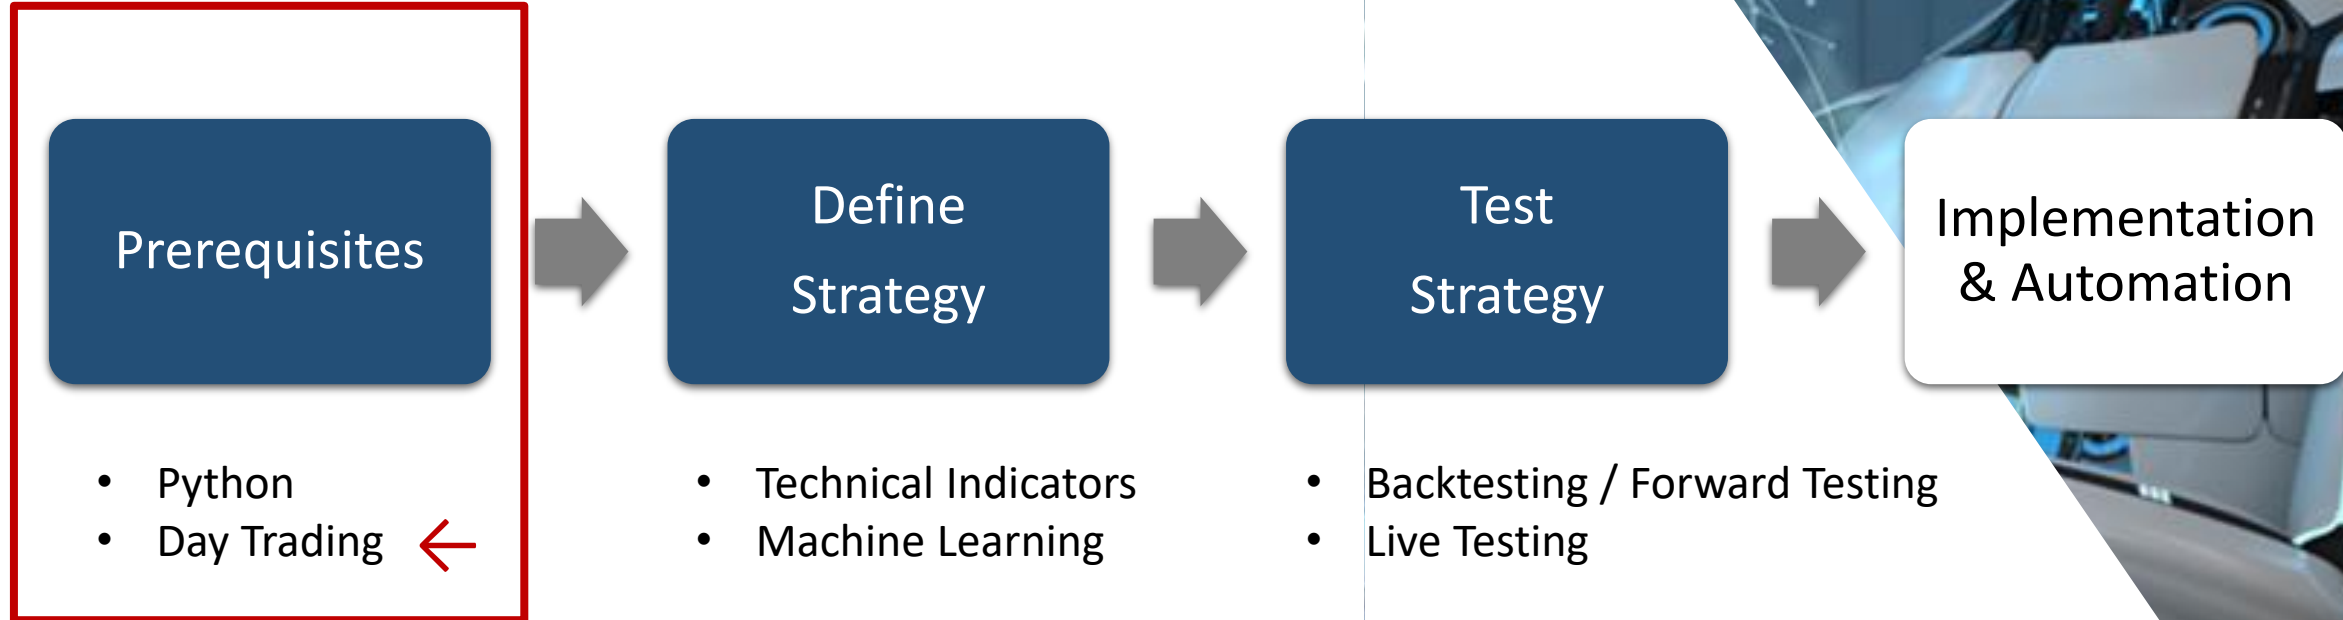 Prerequisites
• Python
• Day Trading
Define
Strategy
• Technical Indicators
• Machine Learning
Test
Strategy
• Backtesting / Forward Testing
• Live Testing
Implementation
& Automation